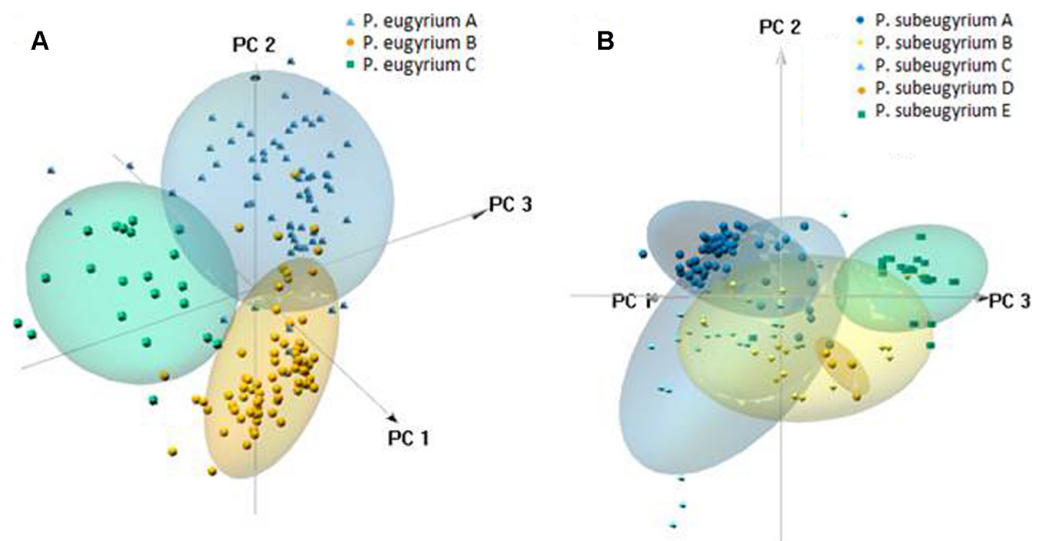 A
P. eugyrium A
P. eugyrium B
P. eugyrium C
PC 2
PC 3
PC 1
B
P. subeugyrium A
P. subeugyrium B
P. subeugyrium C
P. subeugyrium D
P. subeugyrium E
PC 2
PC 1
PC 3